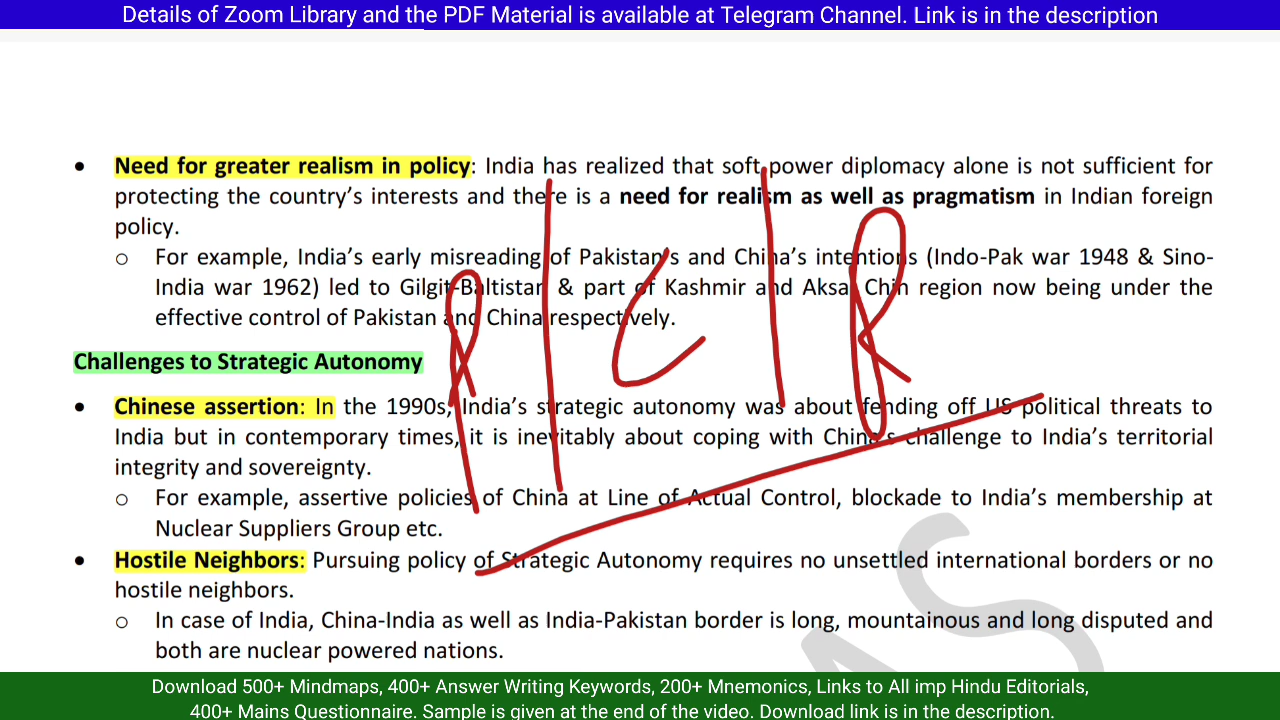 Details of Zoom Library and the PDF Material is available at Telegram Channel. Link is in the description
• Need for greater realism in policy: India has realized that soft power diplomacy alone is not sufficient for
protecting the country's interests and there is a need for realism as well as pragmatism in Indian foreign
policy.
o For example, India's early misreading of Pakistan's and China's intentions (Indo-Pak war 1948 & Sino-
India war 1962) led to Gilgit-Baltistan & part of Kashmir and Aksai Chin region now being under the
effective control of Pakistan and China respectively.
Challenges to Strategic Autonomy
• Chinese assertion: In the 1990s, India's strategic autonomy was about fending off US political threats to
India but in contemporary times, it is inevitably about coping with China's challenge to India's territorial
integrity and sovereignty.
o For example, assertive policies of China at Line of Actual Control, blockade to India's membership at
Nuclear Suppliers Group etc.
• Hostile Neighbors: Pursuing policy of Strategic Autonomy requires no unsettled international borders or no
hostile neighbors.
o In case of India, China-India as well as India-Pakistan border is long, mountainous and long disputed and
both are nuclear powered nations.
Download 500+ Mindmaps, 400+ Answer Writing Keywords, 200+ Mnemonics, Links to All imp Hindu Editorials,
400+ Mains Questionnaire. Sample is given at the end of the video. Download link is in the description.